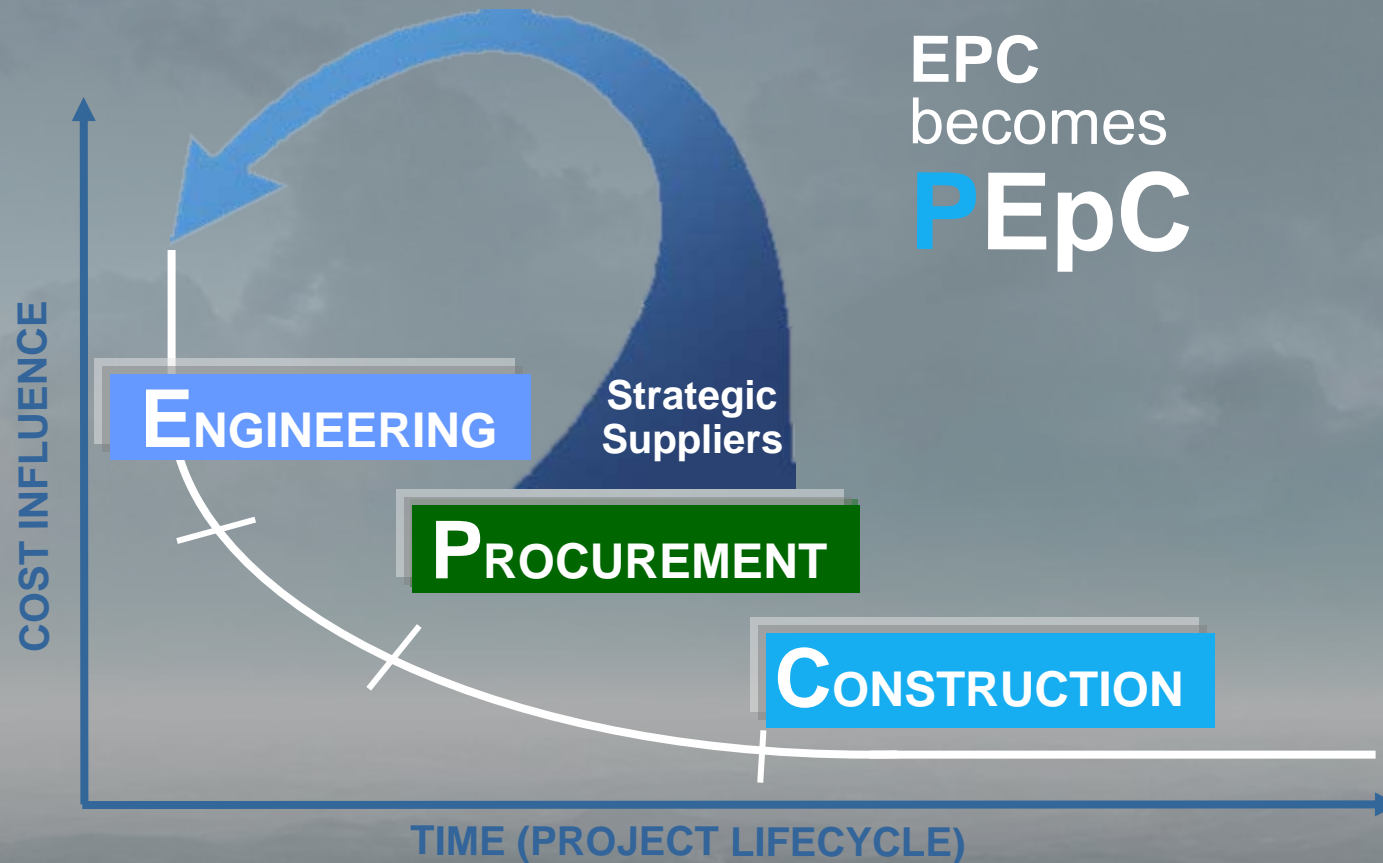 EPC
becomes
PEpC
COST INFLUENCE
ENGINEERING
Strategic
Suppliers
PROCUREMENT
CONSTRUCTION
TIME (PROJECT LIFECYCLE)